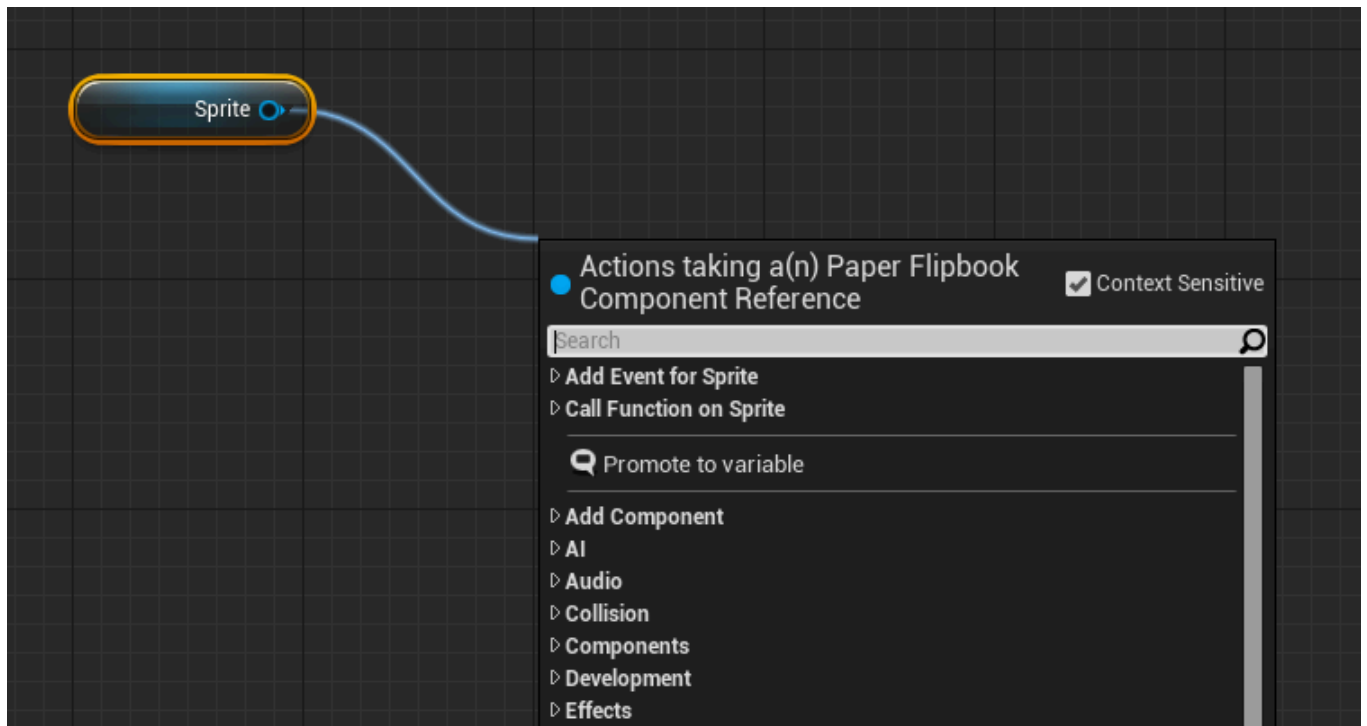 Sprite
Actions taking a(n) Paper Flipbook
Component Reference
Context Sensitive
Search
Add Event for Sprite
Call Function on Sprite
Promote to variable
Add Component
AI
Audio
Collision
Components
Development
Effects